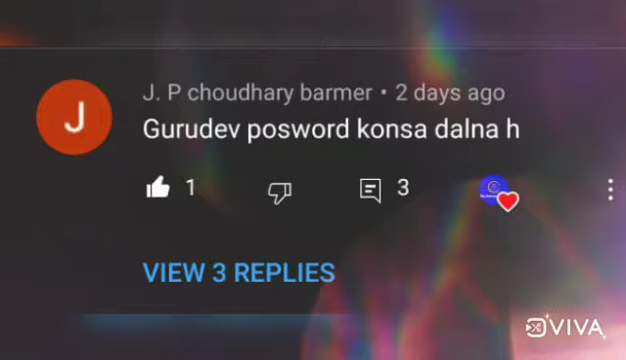 J
J. P choudhary barmer • 2 days ago
Gurudev posword konsa dalna h
1
3
VIEW 3 REPLIES
VIVA